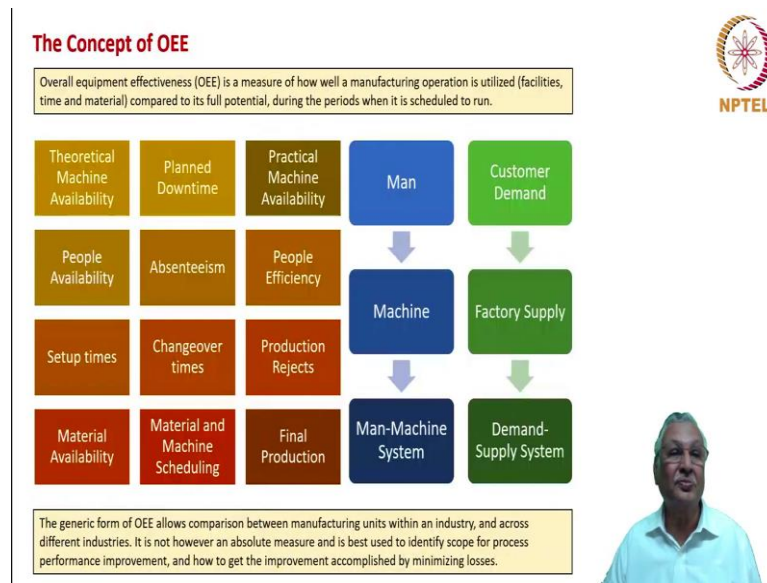 The Concept of OEE
Overall equipment effectiveness (OEE) is a measure of how well a manufacturing operation is utilized (facilities,
time and material) compared to its full potential, during the periods when it is scheduled to run.
NPTEL
Theoretical
Machine
Availability
Planned
Downtime
Practical
Machine
Availability
Man
Customer
Demand
People
Availability
Absenteeism
People
Efficiency
Machine
Factory Supply
Setup times
Changeover
times
Production
Rejects
Material
Availability
Material and
Machine
Scheduling
Final
Production
Man-Machine
System
Demand-
Supply System
The generic form of OEE allows comparison between manufacturing units within an industry, and across
different industries. It is not however an absolute measure and is best used to identify scope for process
performance improvement, and how to get the improvement accomplished by minimizing losses.